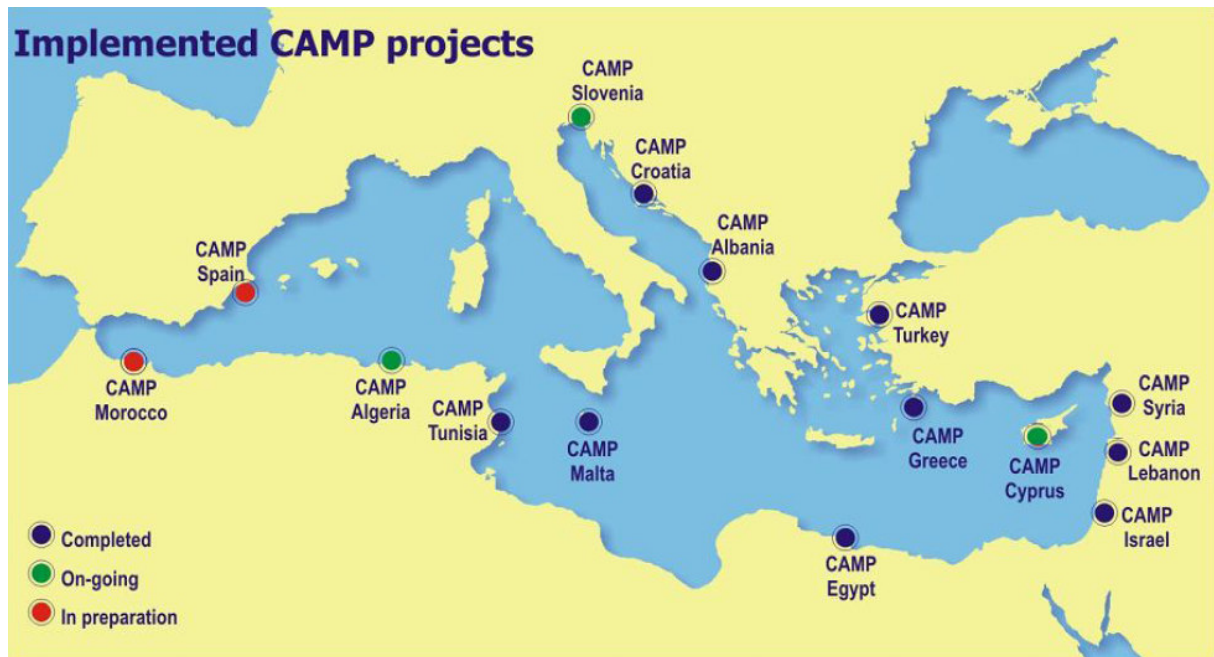 Implemented CAMP projects
CAMP
Slovenia
CAMP
Croatia
CAMP
Albania
CAMP
Spain
CAMP
Turkey
CAMP
Morocco
CAMP
Algeria
CAMP
Tunisia
CAMP
Malta
CAMP
Greece
CAMP
Cyprus
CAMP
Syria
CAMP
Lebanon
CAMP
Israel
CAMP
Egypt
Completed
On-going
In preparation